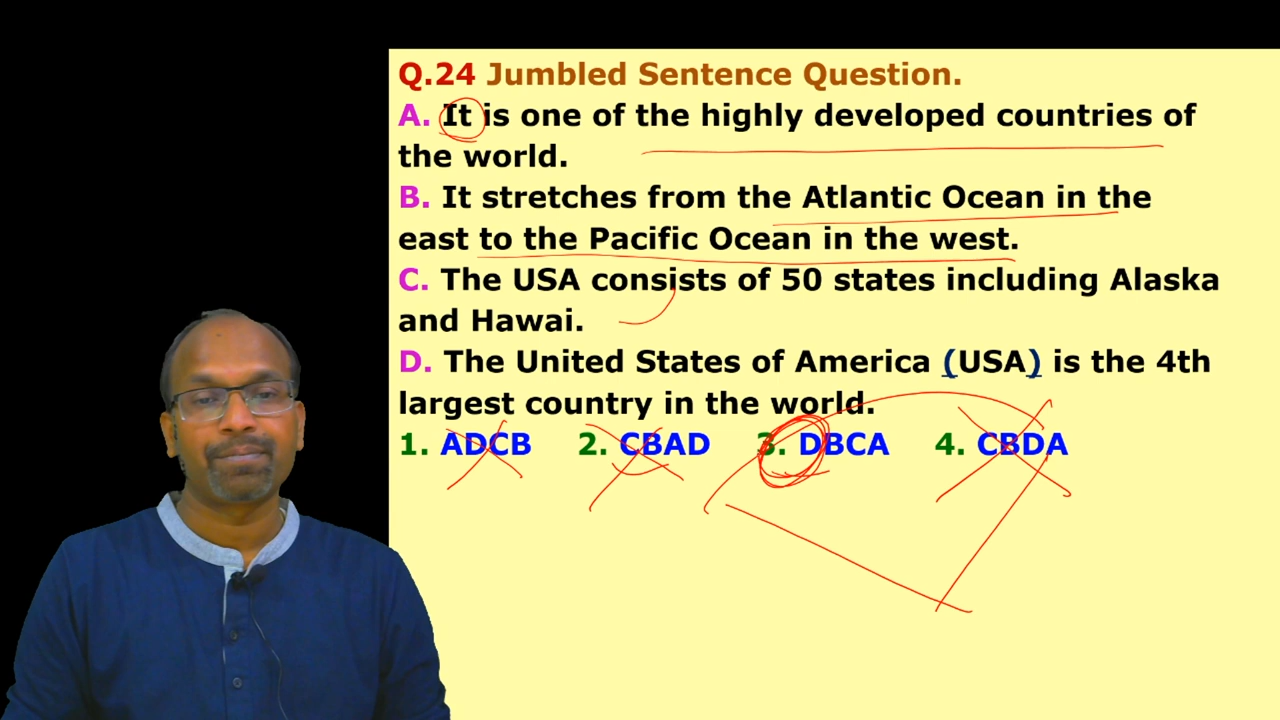 Q.24 Jumbled Sentence Question.
A. It is one of the highly developed countries of
the world.
B. It stretches from the Atlantic Ocean in the
east to the Pacific Ocean in the west.
C. The USA consists of 50 states including Alaska
and Hawai.
D. The United States of America (USA) is the 4th
largest country in the world.
1. ADCB 2. CBAD 3. DBCA 4. CBDA